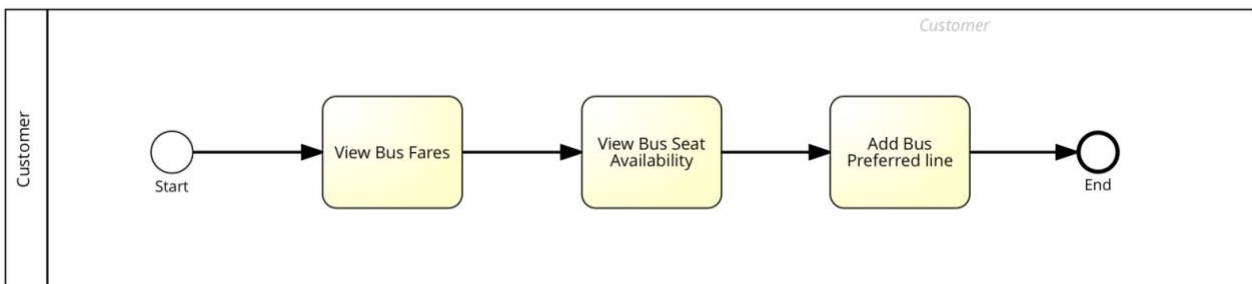 Customer
Customer
Start
View Bus Fares
View Bus Seat
Availability
Add Bus
Preferred line
End